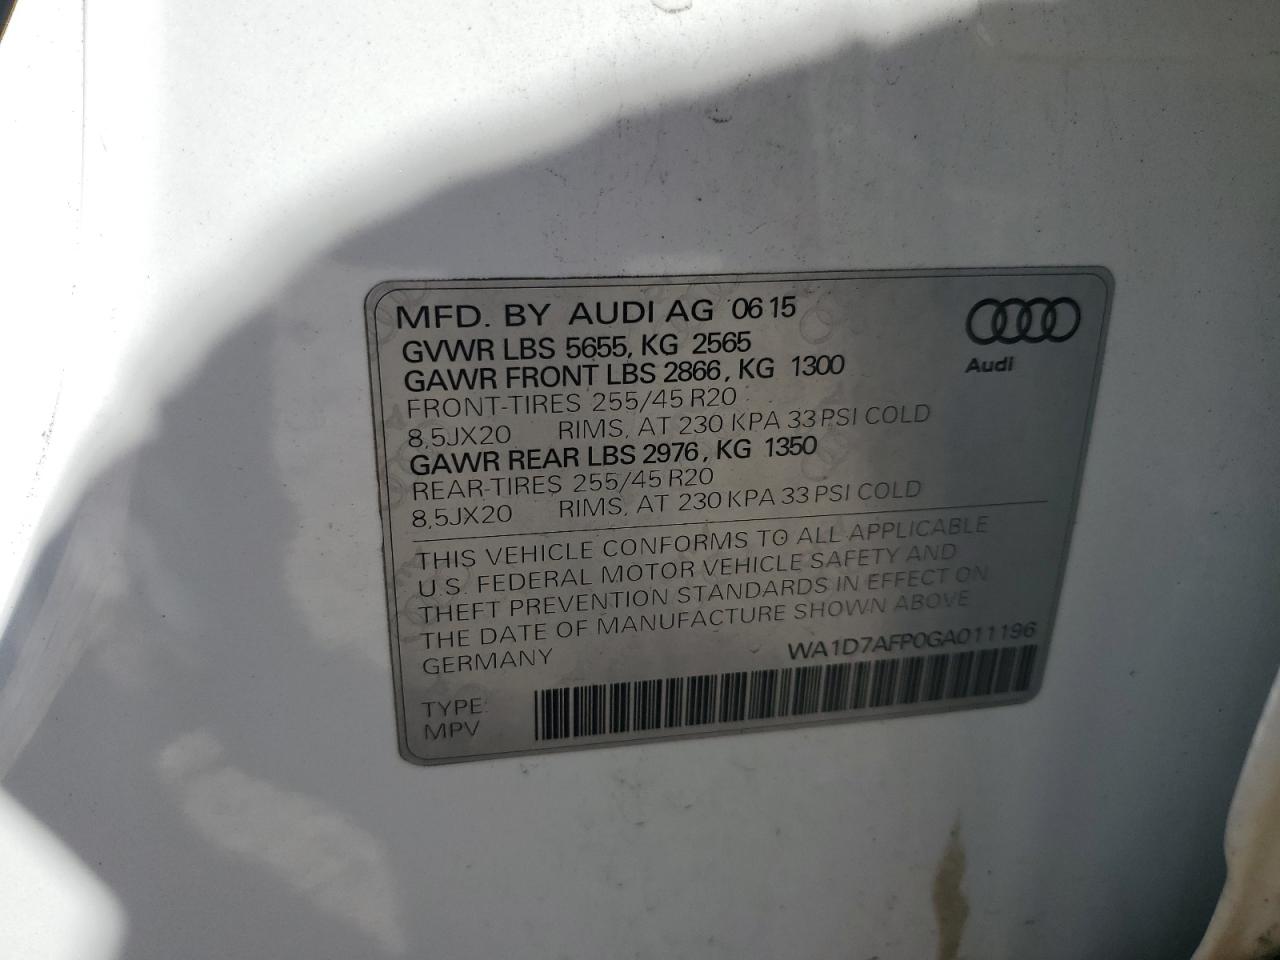 MFD. BY AUDI AG 06 15
GVWR LBS 5655, KG 2565
GAWR FRONT LBS 2866, KG 1300
FRONT-TIRES 255/45 R20
8,5JX20 RIMS, AT 230 KPA 33 PSI COLD
GAWR REAR LBS 2976, KG 1350
REAR-TIRES 255/45 R20
8,5JX20 RIMS, AT 230 KPA 33 PSI COLD
Audi
THIS VEHICLE CONFORMS TO ALL APPLICABLE
U.S. FEDERAL MOTOR VEHICLE SAFETY AND
THEFT PREVENTION STANDARDS IN EFFECT ON
THE DATE OF MANUFACTURE SHOWN ABOVE
GERMANY WA1D7AFP0GA011196
TYPE:
MPV